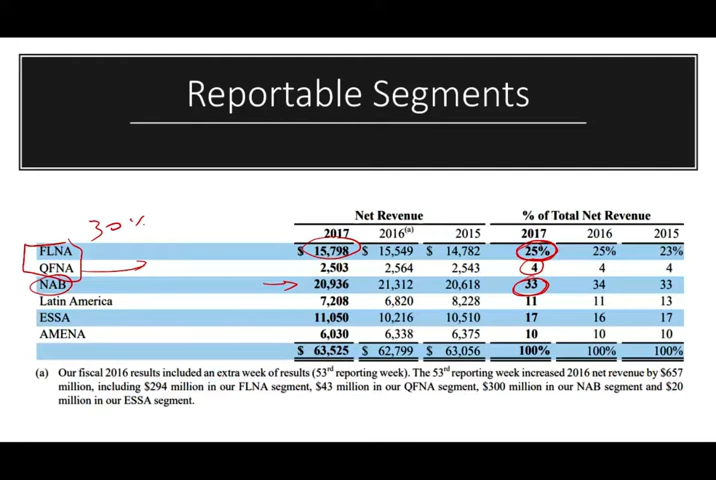 Reportable Segments
30%
Net Revenue % of Total Net Revenue
2017 2016(a) 2015 2017 2016 2015
FLNA $ 15,798 $ 15,549 $ 14,782 25% 25% 23%
QFNA 2,503 2,564 2,543 4 4 4
NAB 20,936 21,312 20,618 33 34 33
Latin America 7,208 6,820 8,228 11 11 13
ESSA 11,050 10,216 10,510 17 16 17
AMENA 6,030 6,338 6,375 10 10 10
$ 63,525 $ 62,799 $ 63,056 100% 100% 100%
(a) Our fiscal 2016 results included an extra week of results (53rd reporting week). The 53rd reporting week increased 2016 net revenue by $657
million, including $294 million in our FLNA segment, $43 million in our QFNA segment, $300 million in our NAB segment and $20
million in our ESSA segment.